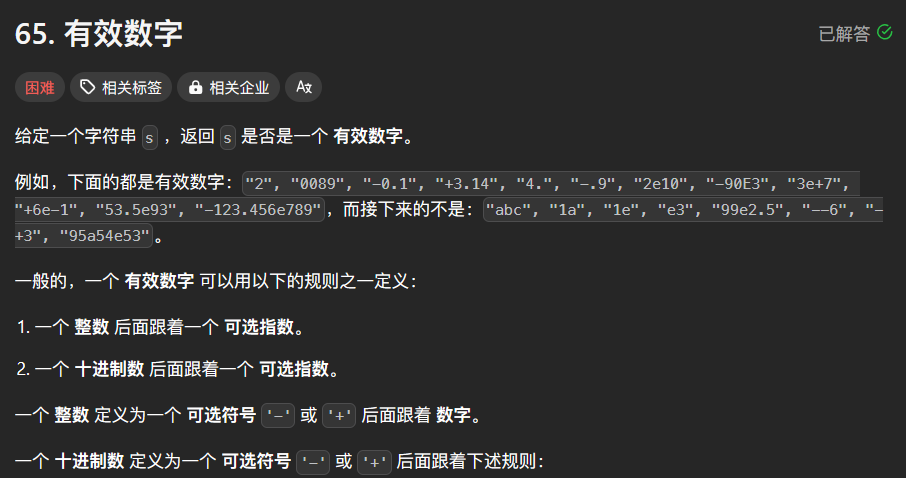 65. 有效数字
已解答
困难 相关标签 相关企业
给定一个字符串 s ，返回 s 是否是一个 有效数字。
例如，下面的都是有效数字："2", "0089", "-0.1", "+3.14", "4.", "-.9", "2e10", "-90E3", "3e+7",
"+6e-1", "53.5e93", "-123.456e789"，而接下来的不是："abc", "1a", "1e", "e3", "99e2.5", "--6", "-
+3", "95a54e53"。
一般的，一个 有效数字 可以用以下的规则之一定义：
1. 一个 整数 后面跟着一个 可选指数。
2. 一个 十进制数 后面跟着一个 可选指数。
一个 整数 定义为一个 可选符号 '-' 或 '+' 后面跟着 数字。
一个 十进制数 定义为一个 可选符号 '-' 或 '+' 后面跟着下述规则：